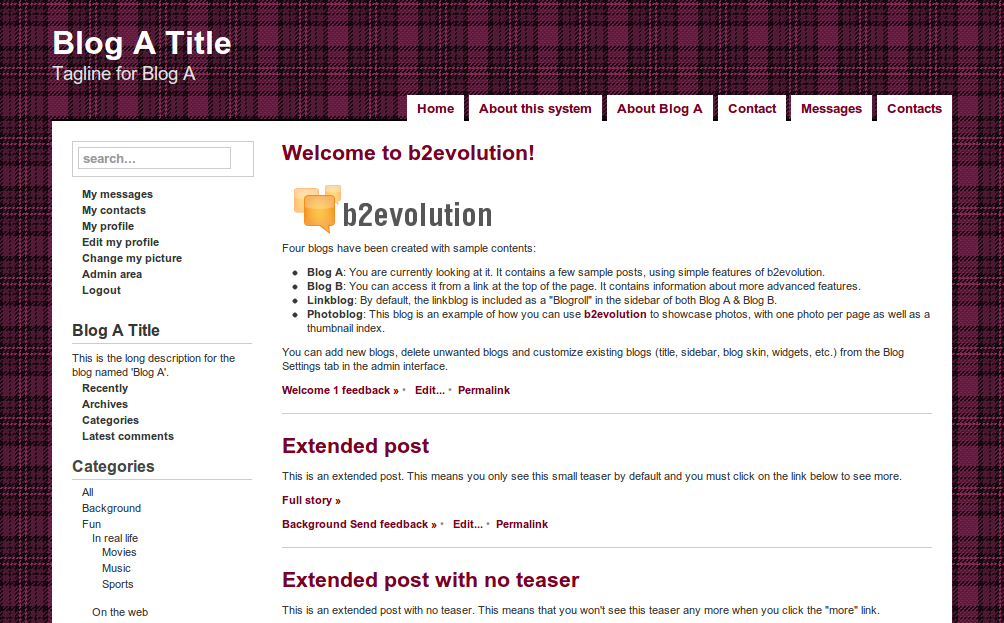 Blog A Title
Tagline for Blog A
Home About this system About Blog A Contact Messages Contacts
search...
My messages
My contacts
My profile
Edit my profile
Change my picture
Admin area
Logout
Blog A Title
This is the long description for the
blog named 'Blog A'.
Recently
Archives
Categories
Latest comments
Categories
All
Background
Fun
In real life
Movies
Music
Sports
On the web
Welcome to b2evolution!
b2evolution
Four blogs have been created with sample contents:
• Blog A: You are currently looking at it. It contains a few sample posts, using simple features of b2evolution.
• Blog B: You can access it from a link at the top of the page. It contains information about more advanced features.
• Linkblog: By default, the linkblog is included as a "Blogroll" in the sidebar of both Blog A & Blog B.
• Photoblog: This blog is an example of how you can use b2evolution to showcase photos, with one photo per page as well as a
thumbnail index.
You can add new blogs, delete unwanted blogs and customize existing blogs (title, sidebar, blog skin, widgets, etc.) from the Blog
Settings tab in the admin interface.
Welcome 1 feedback » • Edit... • Permalink
Extended post
This is an extended post. This means you only see this small teaser by default and you must click on the link below to see more.
Full story »
Background Send feedback » • Edit... • Permalink
Extended post with no teaser
This is an extended post with no teaser. This means that you won't see this teaser any more when you click the "more" link.